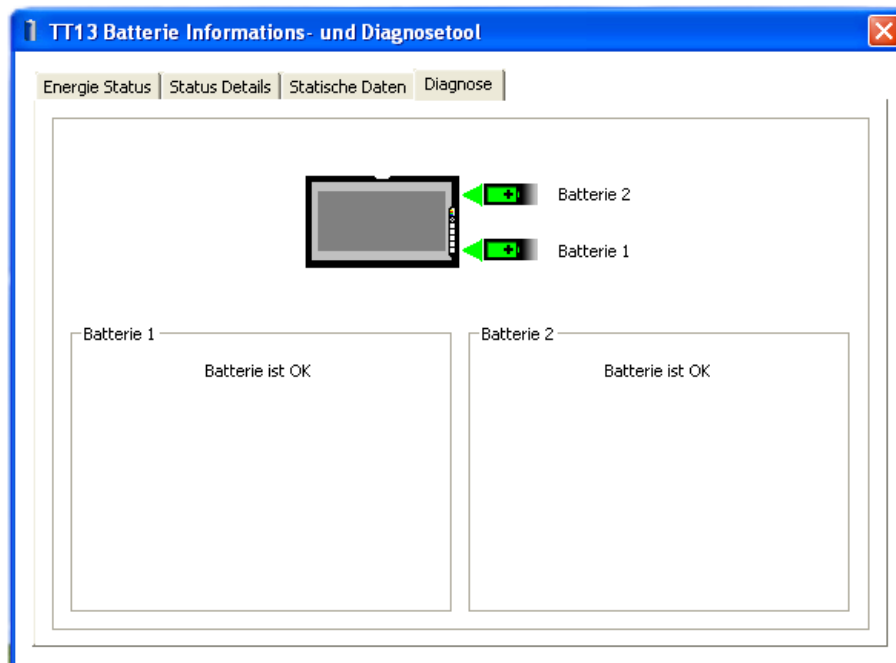 TT13 Batterie Informations- und Diagnosetool
Energie Status Status Details Statische Daten Diagnose
Batterie 2
Batterie 1
Batterie 1 Batterie 2
Batterie ist OK Batterie ist OK